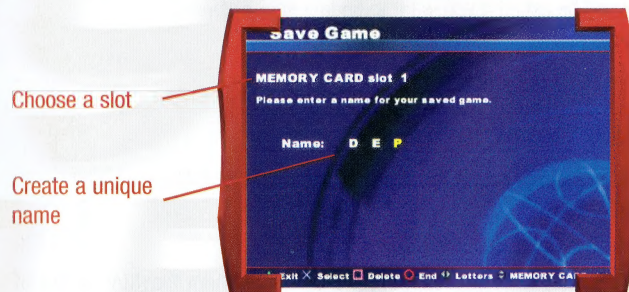 Save Game
MEMORY CARD slot 1
Choose a slot
Please enter a name for your saved game.
Name: D E P
Create a unique
name
Exit Select Delete End Letters MEMORY